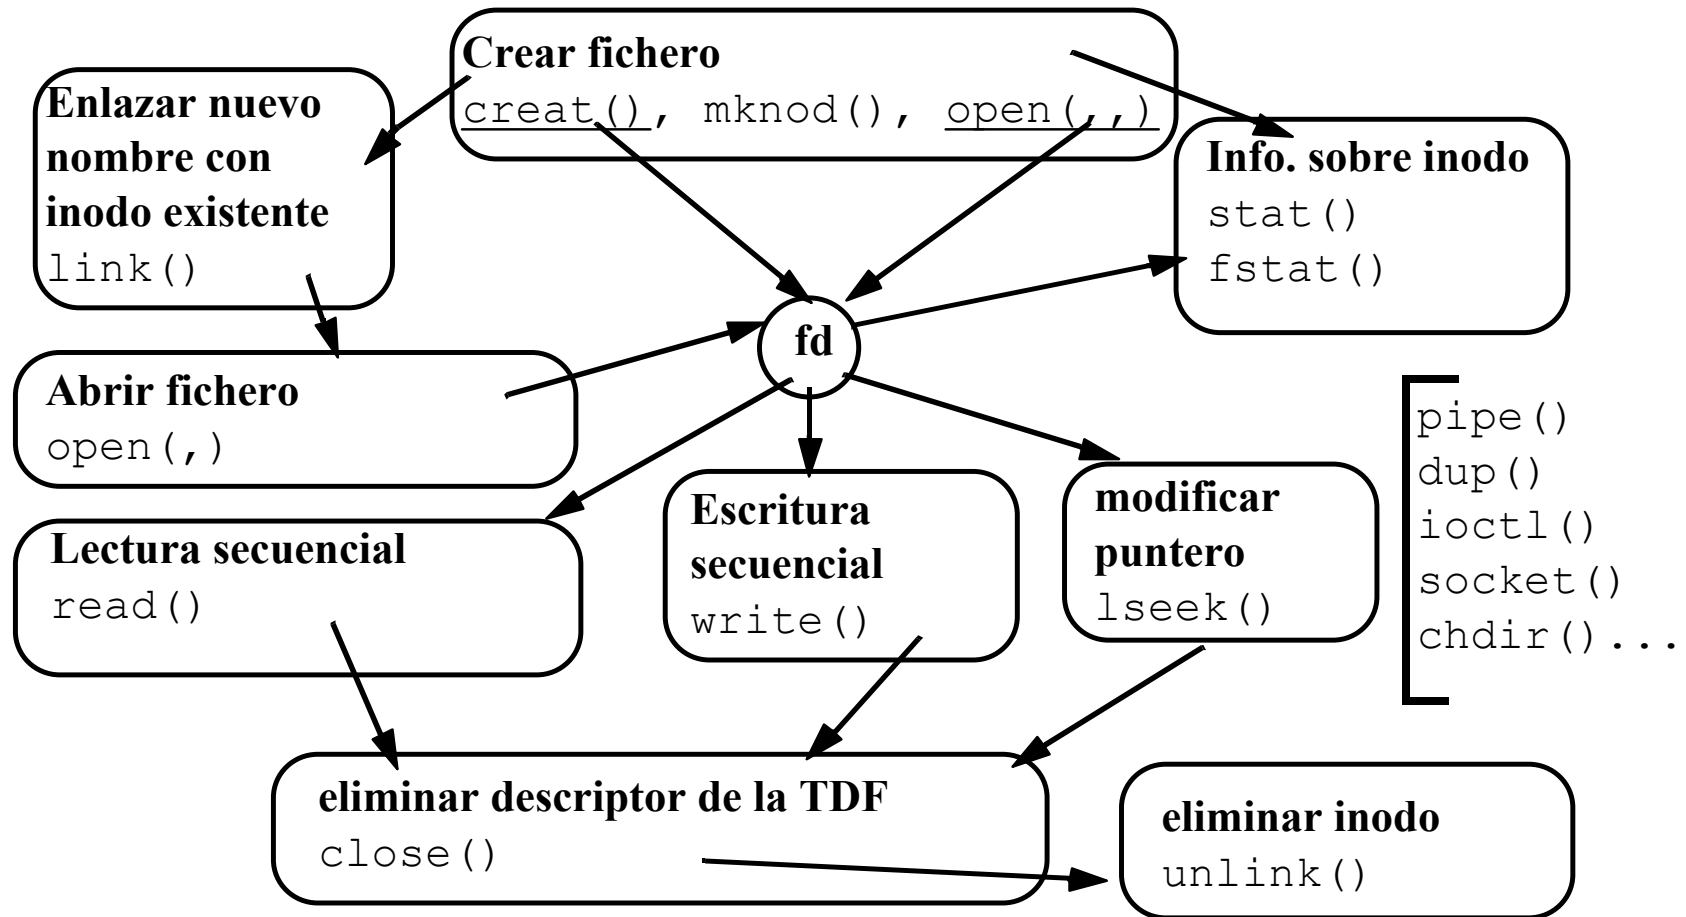 Crear fichero
creat(), mknod(), open(,,)
Enlazar nuevo
nombre con
inodo existente
link()
Info. sobre inodo
stat()
fstat()
fd
Abrir fichero
open(,)
Lectura secuencial
read()
Escritura
secuencial
write()
modificar
puntero
lseek()
pipe()
dup()
ioctl()
socket()
chdir()...
eliminar descriptor de la TDF
close()
eliminar inodo
unlink()